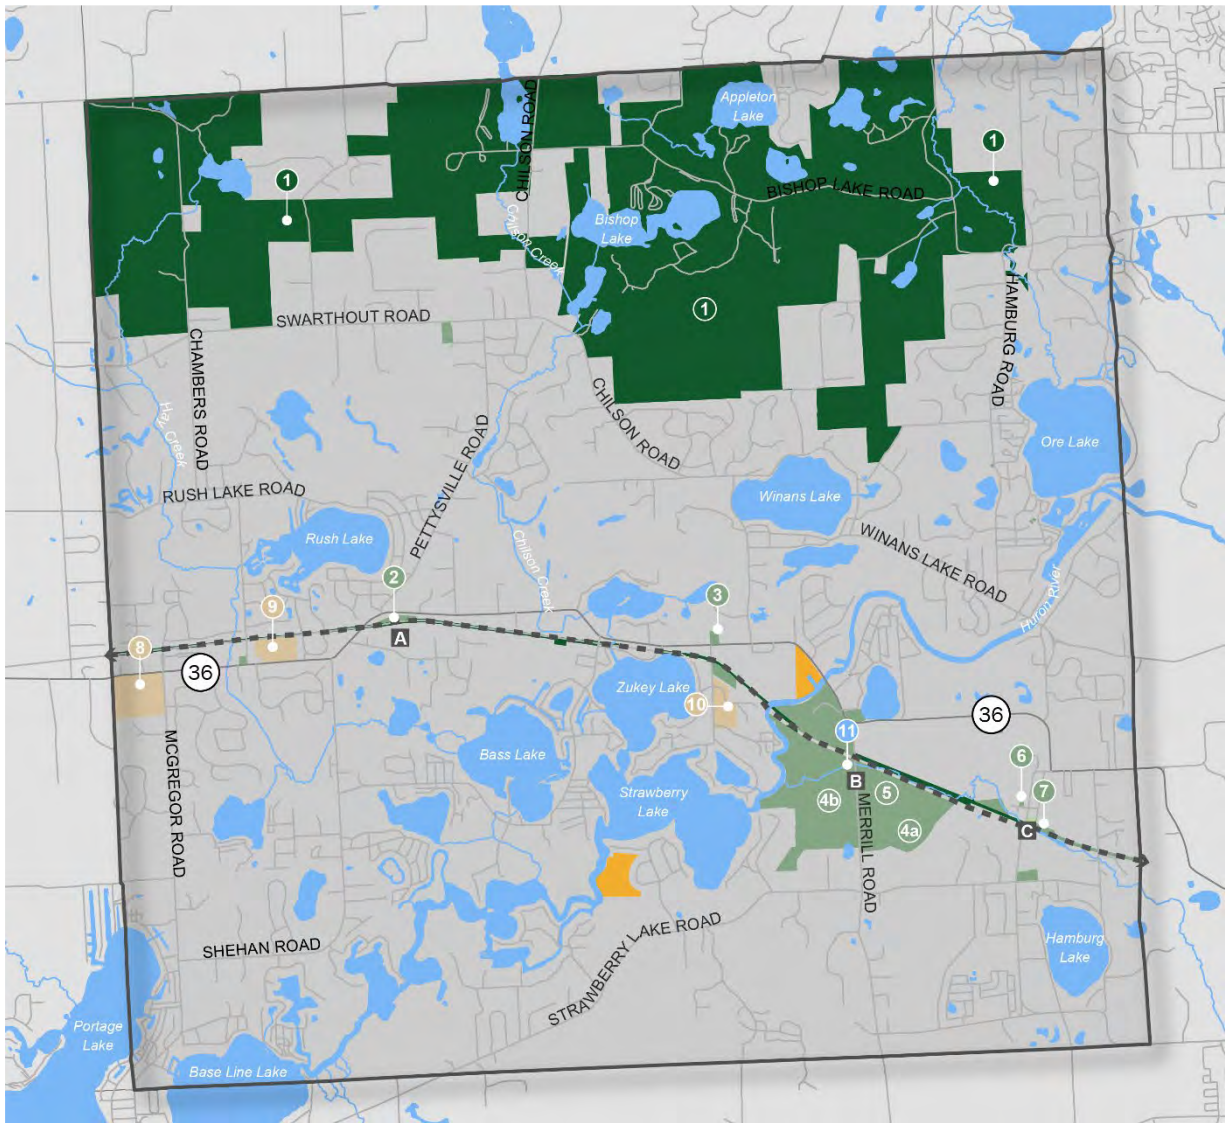 Appleton
Lake
CHILSON ROAD
1
1
BISHOP LAKE ROAD
Chilson Creek
Bishop
Lake
1
SWARTHOUT ROAD
HAMBURG ROAD
CHAMBERS ROAD
Hay Creek
CHILSON ROAD
PETTYSVILLE ROAD
Ore Lake
RUSH LAKE ROAD
Winans Lake
Rush Lake
WINANS LAKE ROAD
Chilson Creek
Huron River
2
3
9
A
8
36
Zukey Lake
10
36
11
Bass Lake
B
6
Strawberry
Lake
4b
5
7
MCGREGOR ROAD
MERRILL ROAD
4a
C
SHEHAN ROAD
STRAWBERRY LAKE ROAD
Hamburg
Lake
Portage
Lake
Base Line Lake